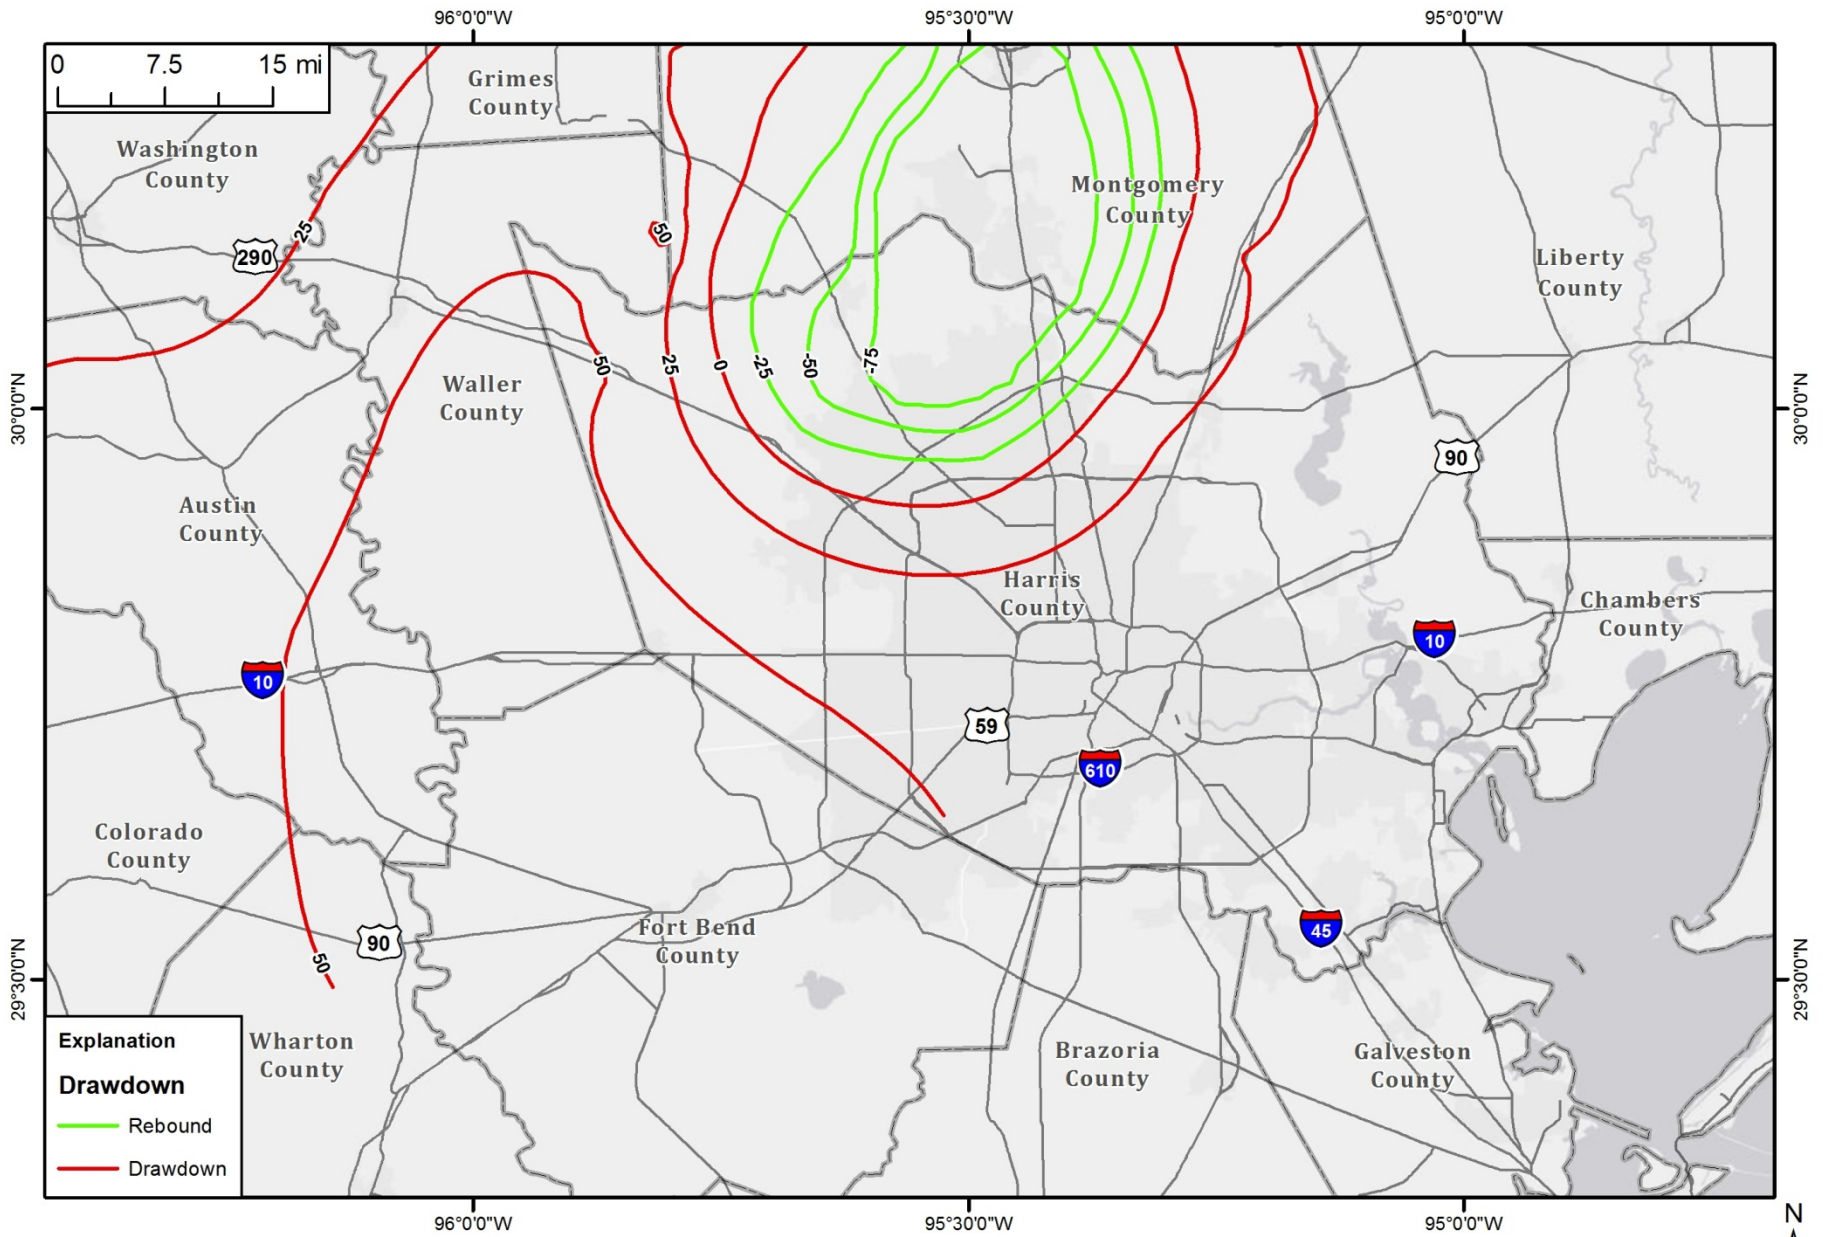 96°0'0"W 95°30'0"W 95°0'0"W
0 7.5 15 mi
Grimes
County
Washington
County
Montgomery
County
25
50
290
Liberty
County
50
25
0
-25
-50
-75
Waller
County
30°0'0"N
30°0'0"N
90
Austin
County
Harris
County
Chambers
County
10
10
59
610
Colorado
County
90
50
Fort Bend
County
45
29°30'0"N
29°30'0"N
Wharton
County
Brazoria
County
Galveston
County
Explanation
Drawdown
Rebound
Drawdown
96°0'0"W 95°30'0"W 95°0'0"W
N